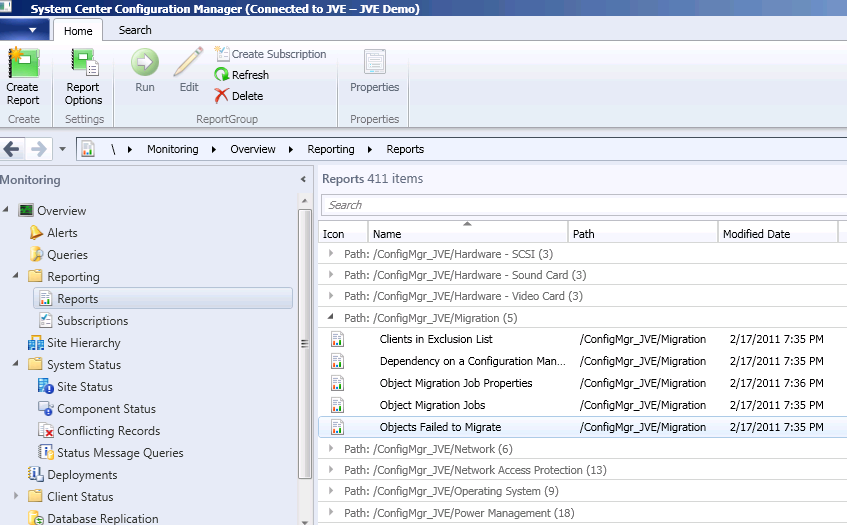 System Center Configuration Manager (Connected to JVE – JVE Demo)
Home Search
Create Report
Report Options
Run
Edit
Create Subscription
Refresh
Delete
Properties
Create Settings ReportGroup Properties
\ Monitoring Overview Reporting Reports
Monitoring
Overview
Alerts
Queries
Reporting
Reports
Subscriptions
Site Hierarchy
System Status
Site Status
Component Status
Conflicting Records
Status Message Queries
Deployments
Client Status
Database Replication
Reports 411 items
Search
Icon Name Path Modified Date
Path: /ConfigMgr_JVE/Hardware - SCSI (3)
Path: /ConfigMgr_JVE/Hardware - Sound Card (3)
Path: /ConfigMgr_JVE/Hardware - Video Card (3)
Path: /ConfigMgr_JVE/Migration (5)
Clients in Exclusion List /ConfigMgr_JVE/Migration 2/17/2011 7:35 PM
Dependency on a Configuration Man... /ConfigMgr_JVE/Migration 2/17/2011 7:35 PM
Object Migration Job Properties /ConfigMgr_JVE/Migration 2/17/2011 7:36 PM
Object Migration Jobs /ConfigMgr_JVE/Migration 2/17/2011 7:35 PM
Objects Failed to Migrate /ConfigMgr_JVE/Migration 2/17/2011 7:35 PM
Path: /ConfigMgr_JVE/Network (6)
Path: /ConfigMgr_JVE/Network Access Protection (13)
Path: /ConfigMgr_JVE/Operating System (9)
Path: /ConfigMgr_JVE/Power Management (18)